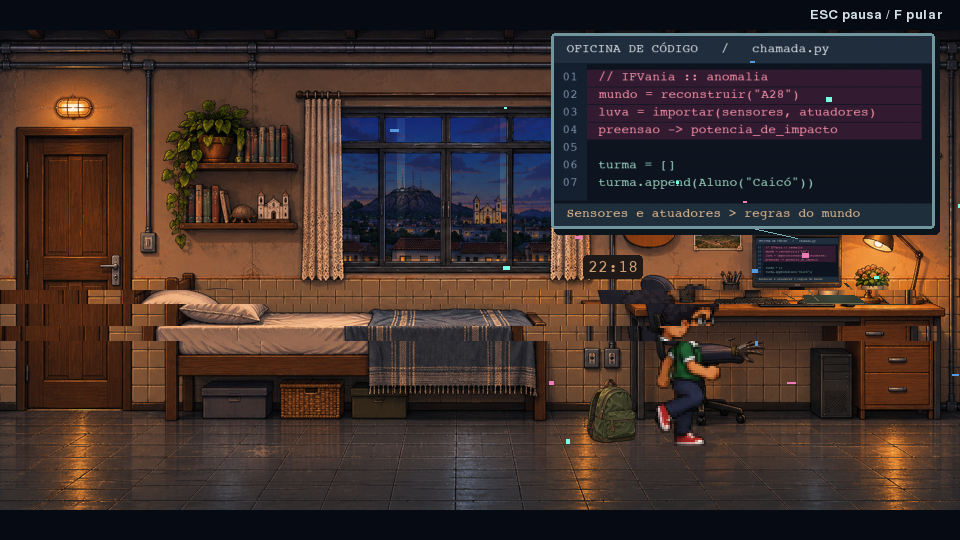 ESC pausa / F pular
OFICINA DE CÓDIGO / chamada.py
01 // IFVania :: anomalia
02 mundo = reconstruir("A28")
03 luva = importar(sensores, atuadores)
04 preensao -> potencia_de_impacto
05
06 turma = []
07 turma.append(Aluno("Caicó"))
Sensores e atuadores > regras do mundo
22:18